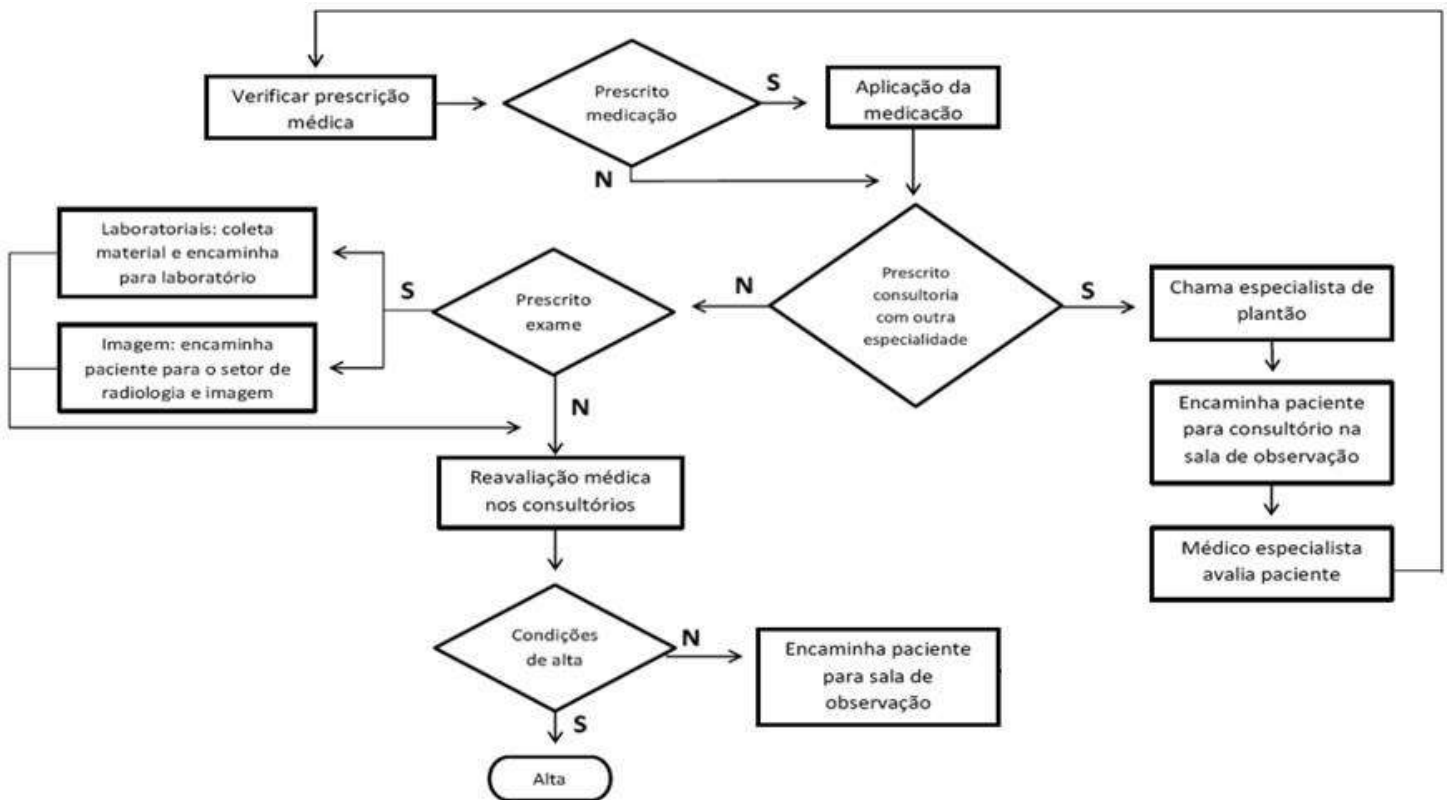 Verificar prescrição
médica
Prescrito
medicação
S
Aplicação da
medicação
N
Laboratoriais: coleta
material e encaminha
para laboratório
S
Prescrito
exame
N
Prescrito
consultoria
com outra
especialidade
S
Chama especialista de
plantão
Imagem: encaminha
paciente para o setor de
radiologia e imagem
N
Encaminha paciente
para consultório na
sala de observação
Reavaliação médica
nos consultórios
Médico especialista
avalia paciente
Condições
de alta
N
Encaminha paciente
para sala de
observação
S
Alta